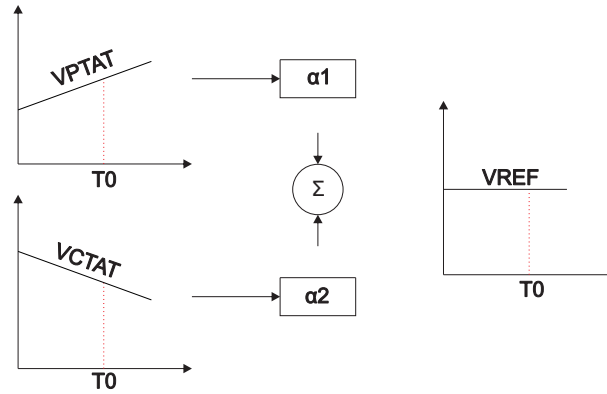 VPTAT
α1
T0
Σ
VREF
T0
VCTAT
α2
T0